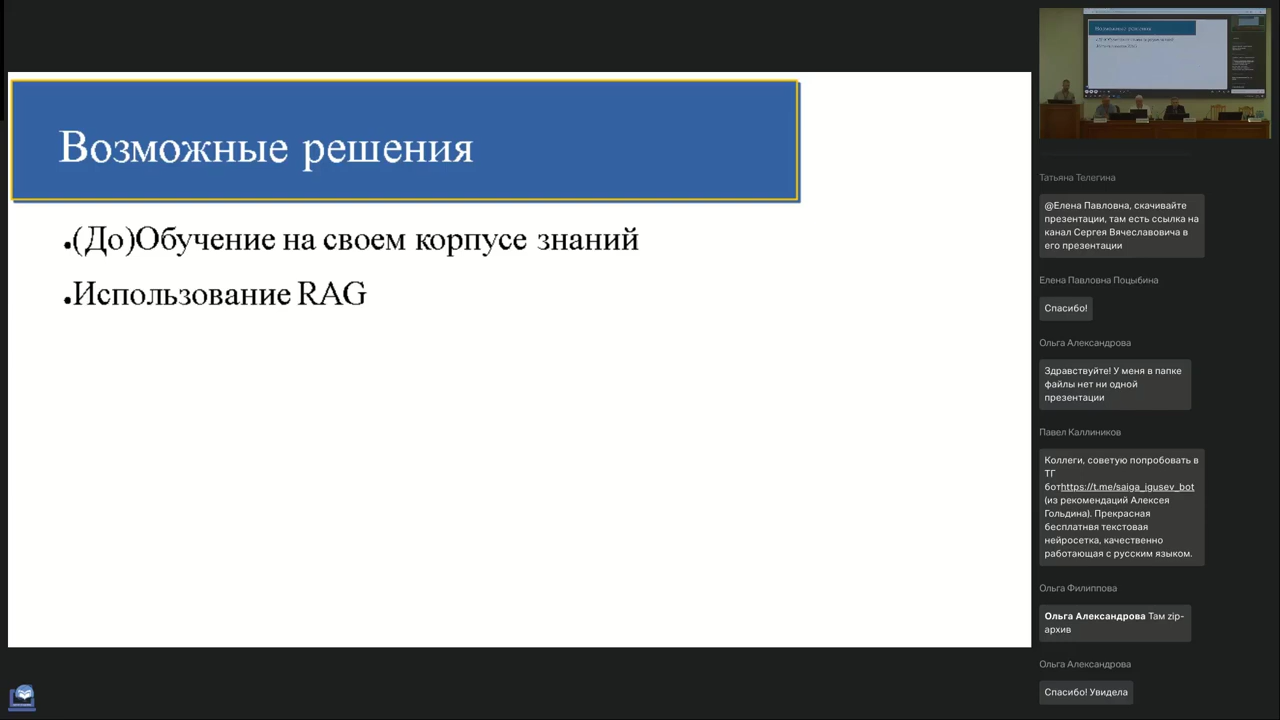 Возможные решения
(До)Обучение на своем корпусе знаний
Использование RAG
Татьяна Телегина
@Елена Павловна, скачивайте
презентации, там есть ссылка на
канал Сергея Вячеславовича в
его презентации
Елена Павловна Поцыбина
Спасибо!
Ольга Александрова
Здравствуйте! У меня в папке
файлы нет ни одной
презентации
Павел Каллиников
Коллеги, советую попробовать в
ТГ
ботhttps://t.me/saiga_igusev_bot
(из рекомендаций Алексея
Гольдина). Прекрасная
бесплатнвя текстовая
нейросетка, качественно
работающая с русским языком.
Ольга Филиппова
Ольга Александрова Там zip-
архив
Ольга Александрова
Спасибо! Увидела